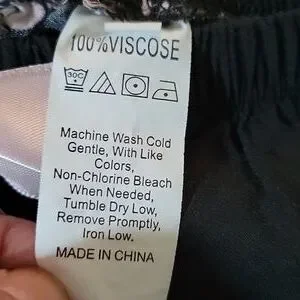 100%VISCOSE
30C
Machine Wash Cold
Gentle, With Like
Colors,
Non-Chlorine Bleach
When Needed,
Tumble Dry Low,
Remove Promptly,
Iron Low.
MADE IN CHINA